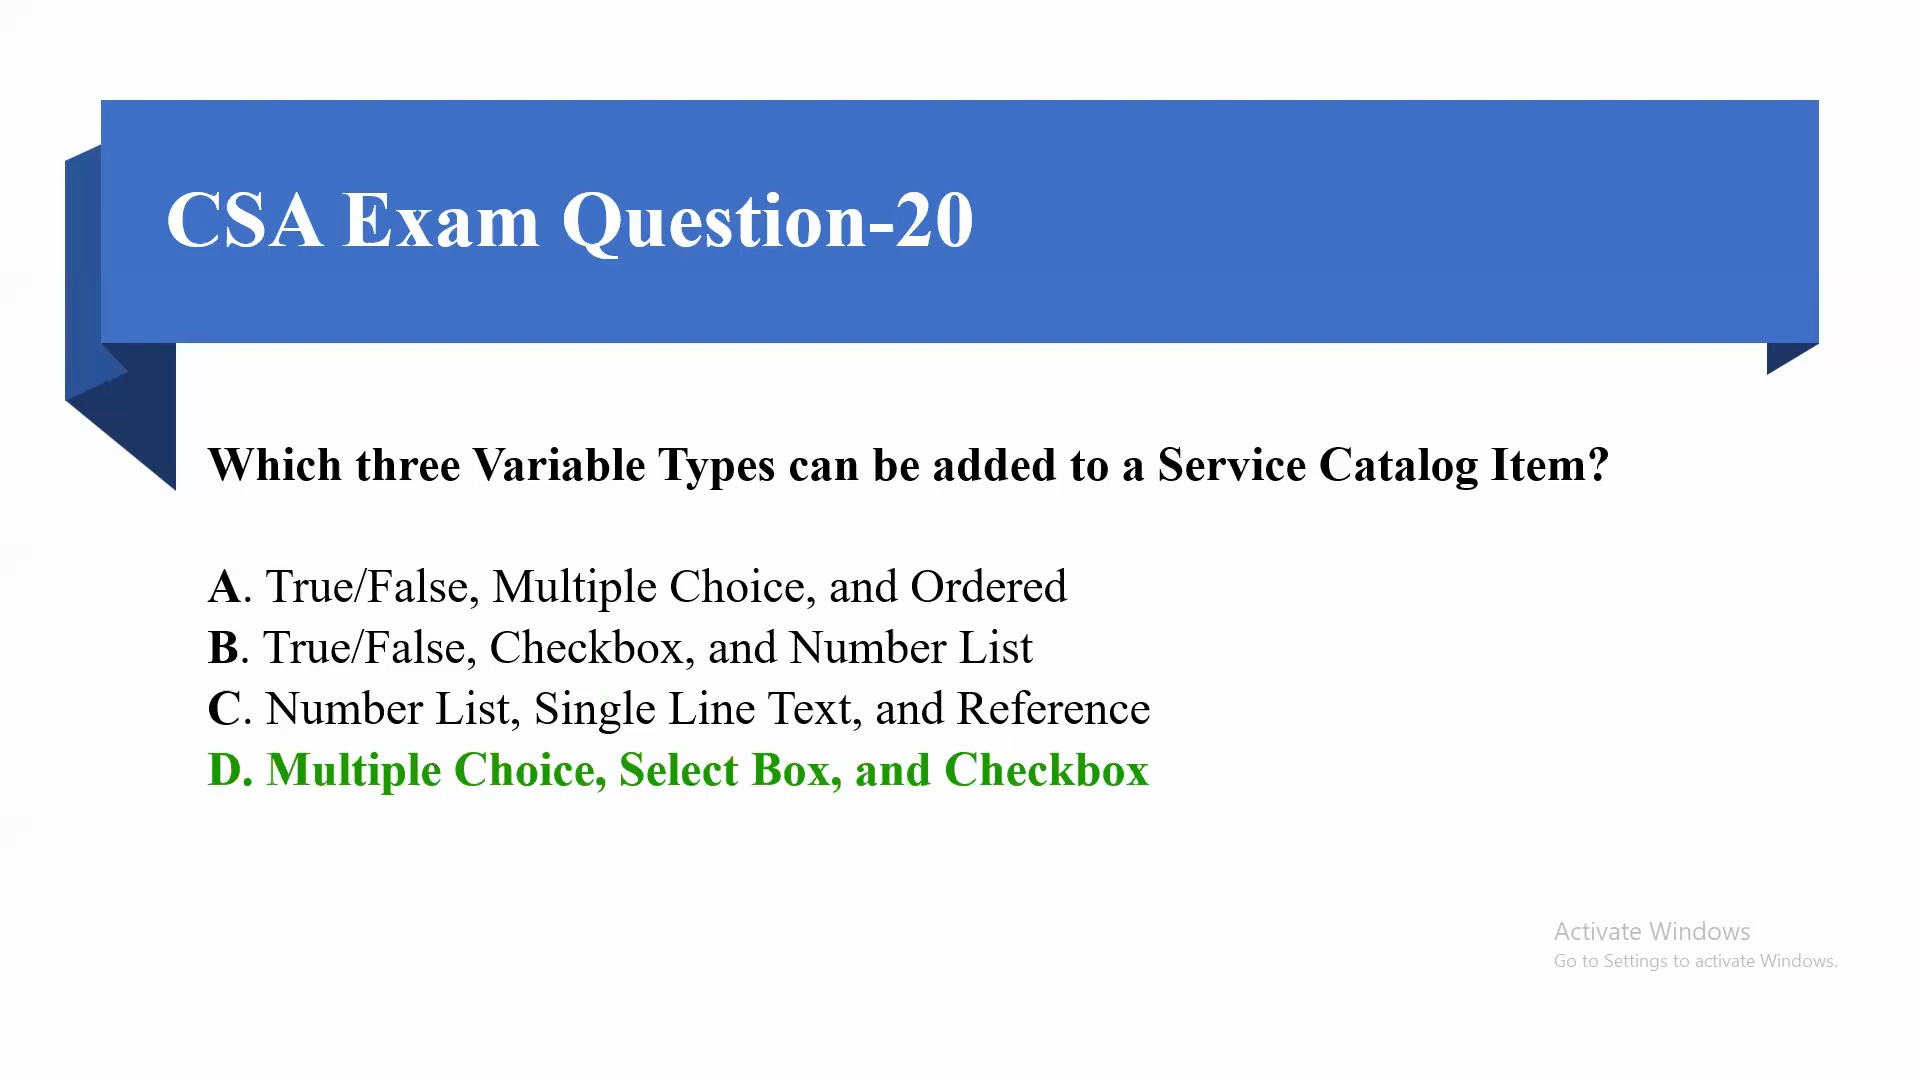 CSA Exam Question-20
Which three Variable Types can be added to a Service Catalog Item?
A. True/False, Multiple Choice, and Ordered
B. True/False, Checkbox, and Number List
C. Number List, Single Line Text, and Reference
D. Multiple Choice, Select Box, and Checkbox
Activate Windows
Go to Settings to activate Windows.